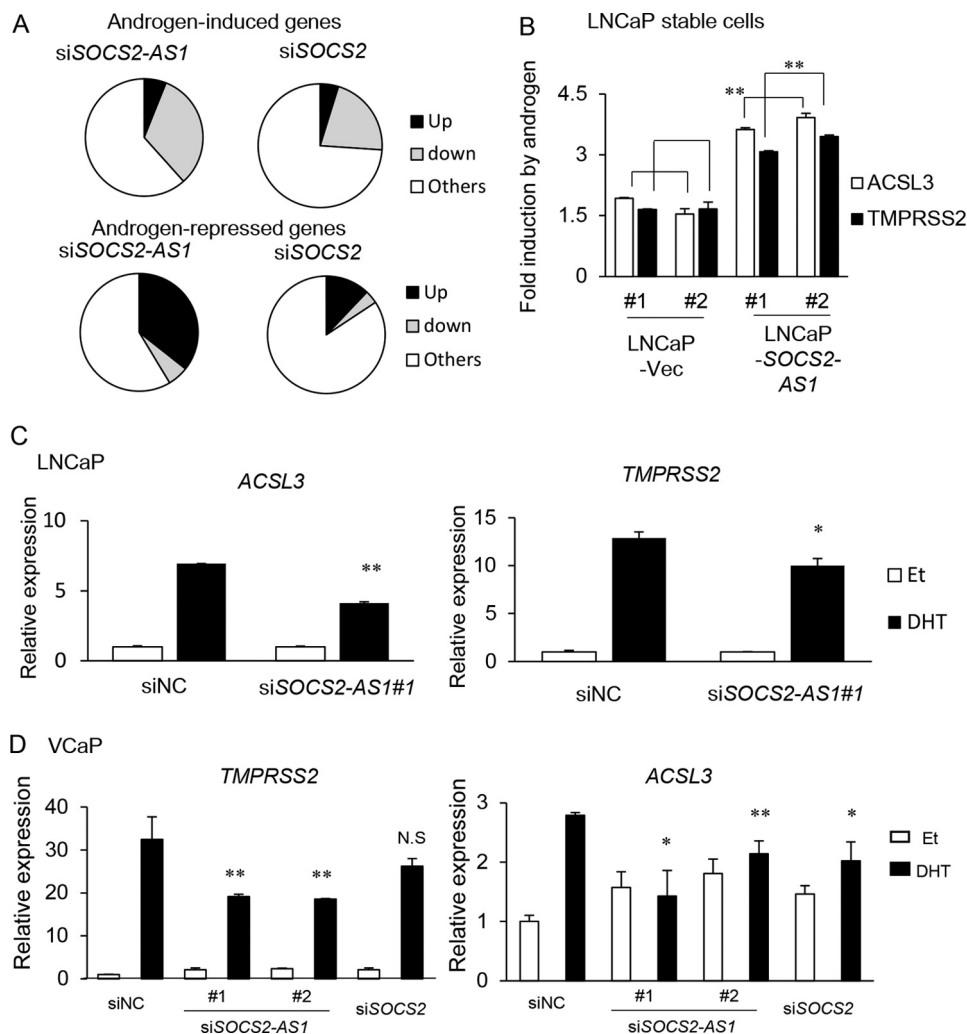 A
Androgen-induced genes
siSOCS2-AS1
siSOCS2
Up
down
Others
Androgen-repressed genes
siSOCS2-AS1
siSOCS2
Up
down
Others
B
LNCaP stable cells
Fold induction by androgen
4.5
3
1.5
0
**
**
ACSL3
TMPRSS2
#1
#2
#1
#2
LNCaP
-Vec
LNCaP
-SOCS2-
AS1
C
LNCaP
ACSL3
Relative expression
10
5
0
**
siNC
siSOCS2-AS1#1
TMPRSS2
Relative expression
15
10
5
0
*
siNC
siSOCS2-AS1#1
Et
DHT
D
VCaP
TMPRSS2
Relative expression
40
30
20
10
0
**
**
N.S
siNC
#1
#2
siSOCS2
siSOCS2-AS1
ACSL3
Relative expression
3
2
1
0
*
**
*
siNC
#1
#2
siSOCS2
siSOCS2-AS1
Et
DHT